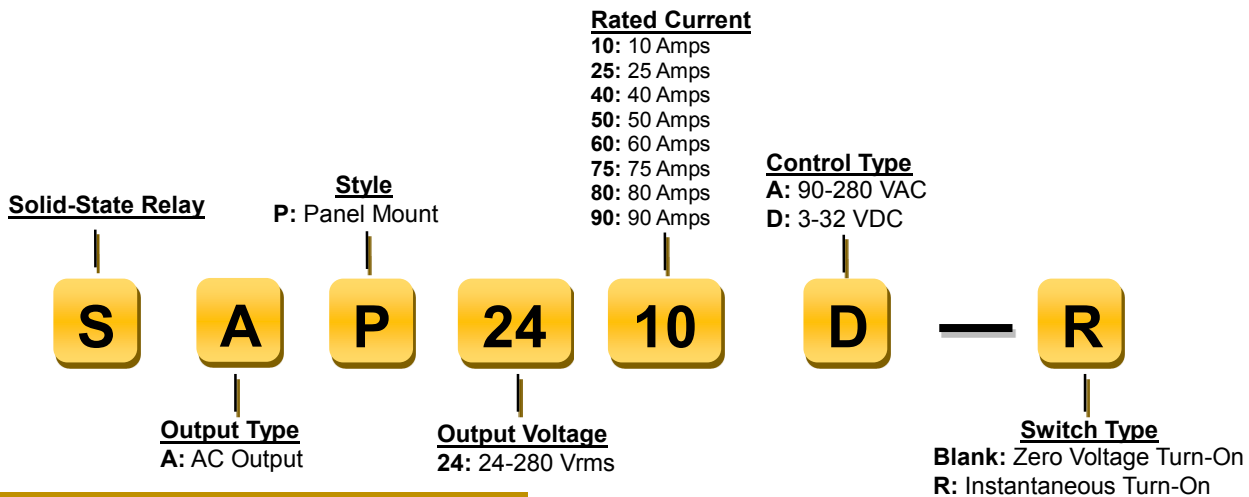 Rated Current
10: 10 Amps
25: 25 Amps
40: 40 Amps
50: 50 Amps
60: 60 Amps
75: 75 Amps
80: 80 Amps
90: 90 Amps
Control Type
A: 90-280 VAC
D: 3-32 VDC
Style
P: Panel Mount
Solid-State Relay
S A P 24 10 D — R
Output Type
A: AC Output
Output Voltage
24: 24-280 Vrms
Switch Type
Blank: Zero Voltage Turn-On
R: Instantaneous Turn-On